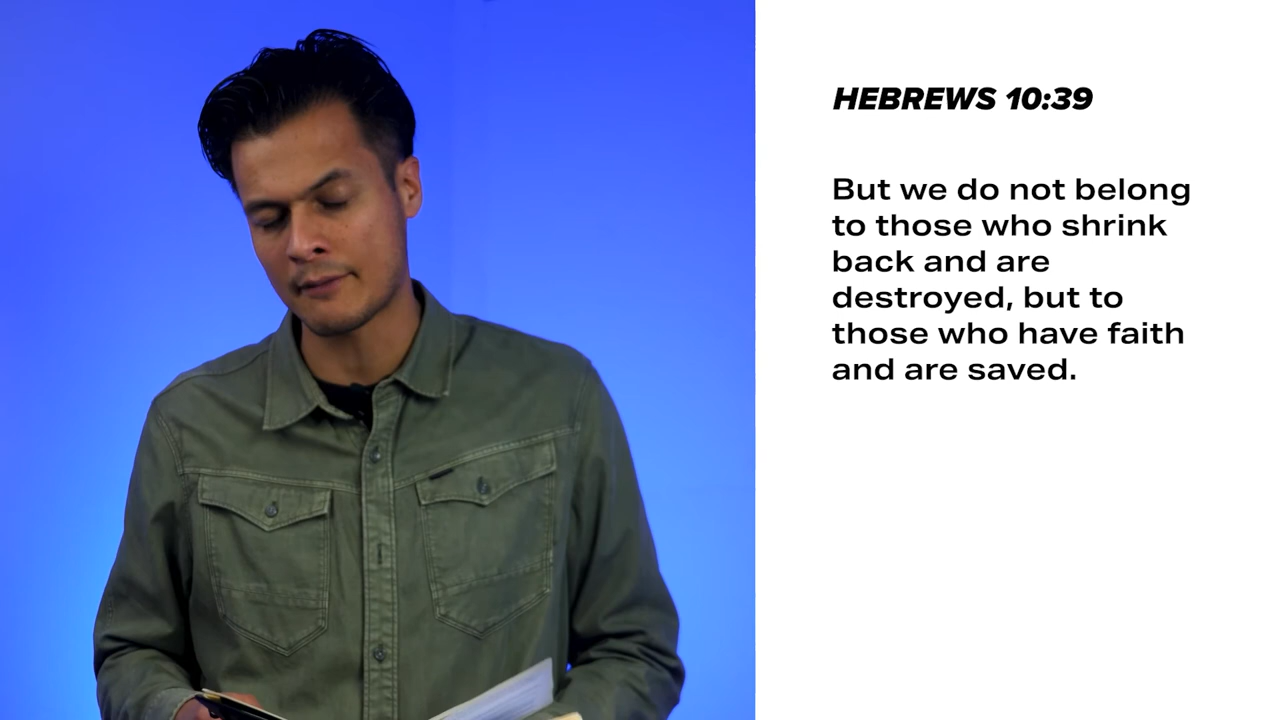 HEBREWS 10:39
But we do not belong
to those who shrink
back and are
destroyed, but to
those who have faith
and are saved.